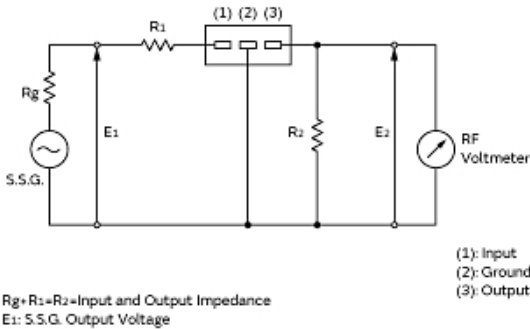 (1) (2) (3)
R1
Rg
E1
R2
E2
RF
Voltmeter
S.S.G.
(1): Input
(2): Ground
(3): Output
Rg+R1=R2=Input and Output Impedance
E1: S.S.G. Output Voltage